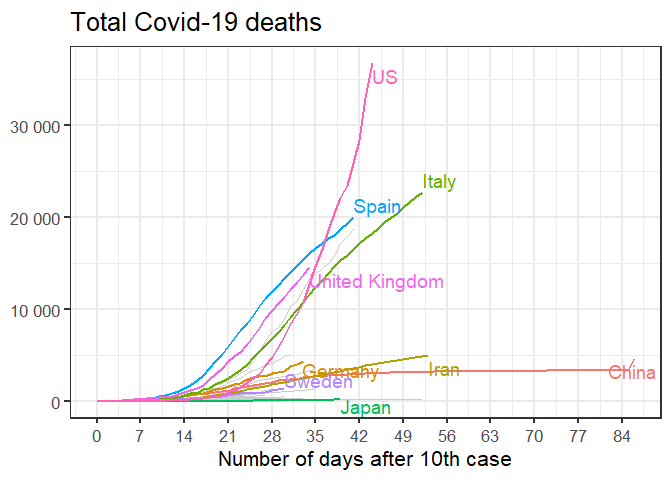 Total Covid-19 deaths
US
30 000
Italy
Spain
20 000
United Kingdom
10 000
Germany
Iran
China
Sweden
Japan
0
0 7 14 21 28 35 42 49 56 63 70 77 84
Number of days after 10th case